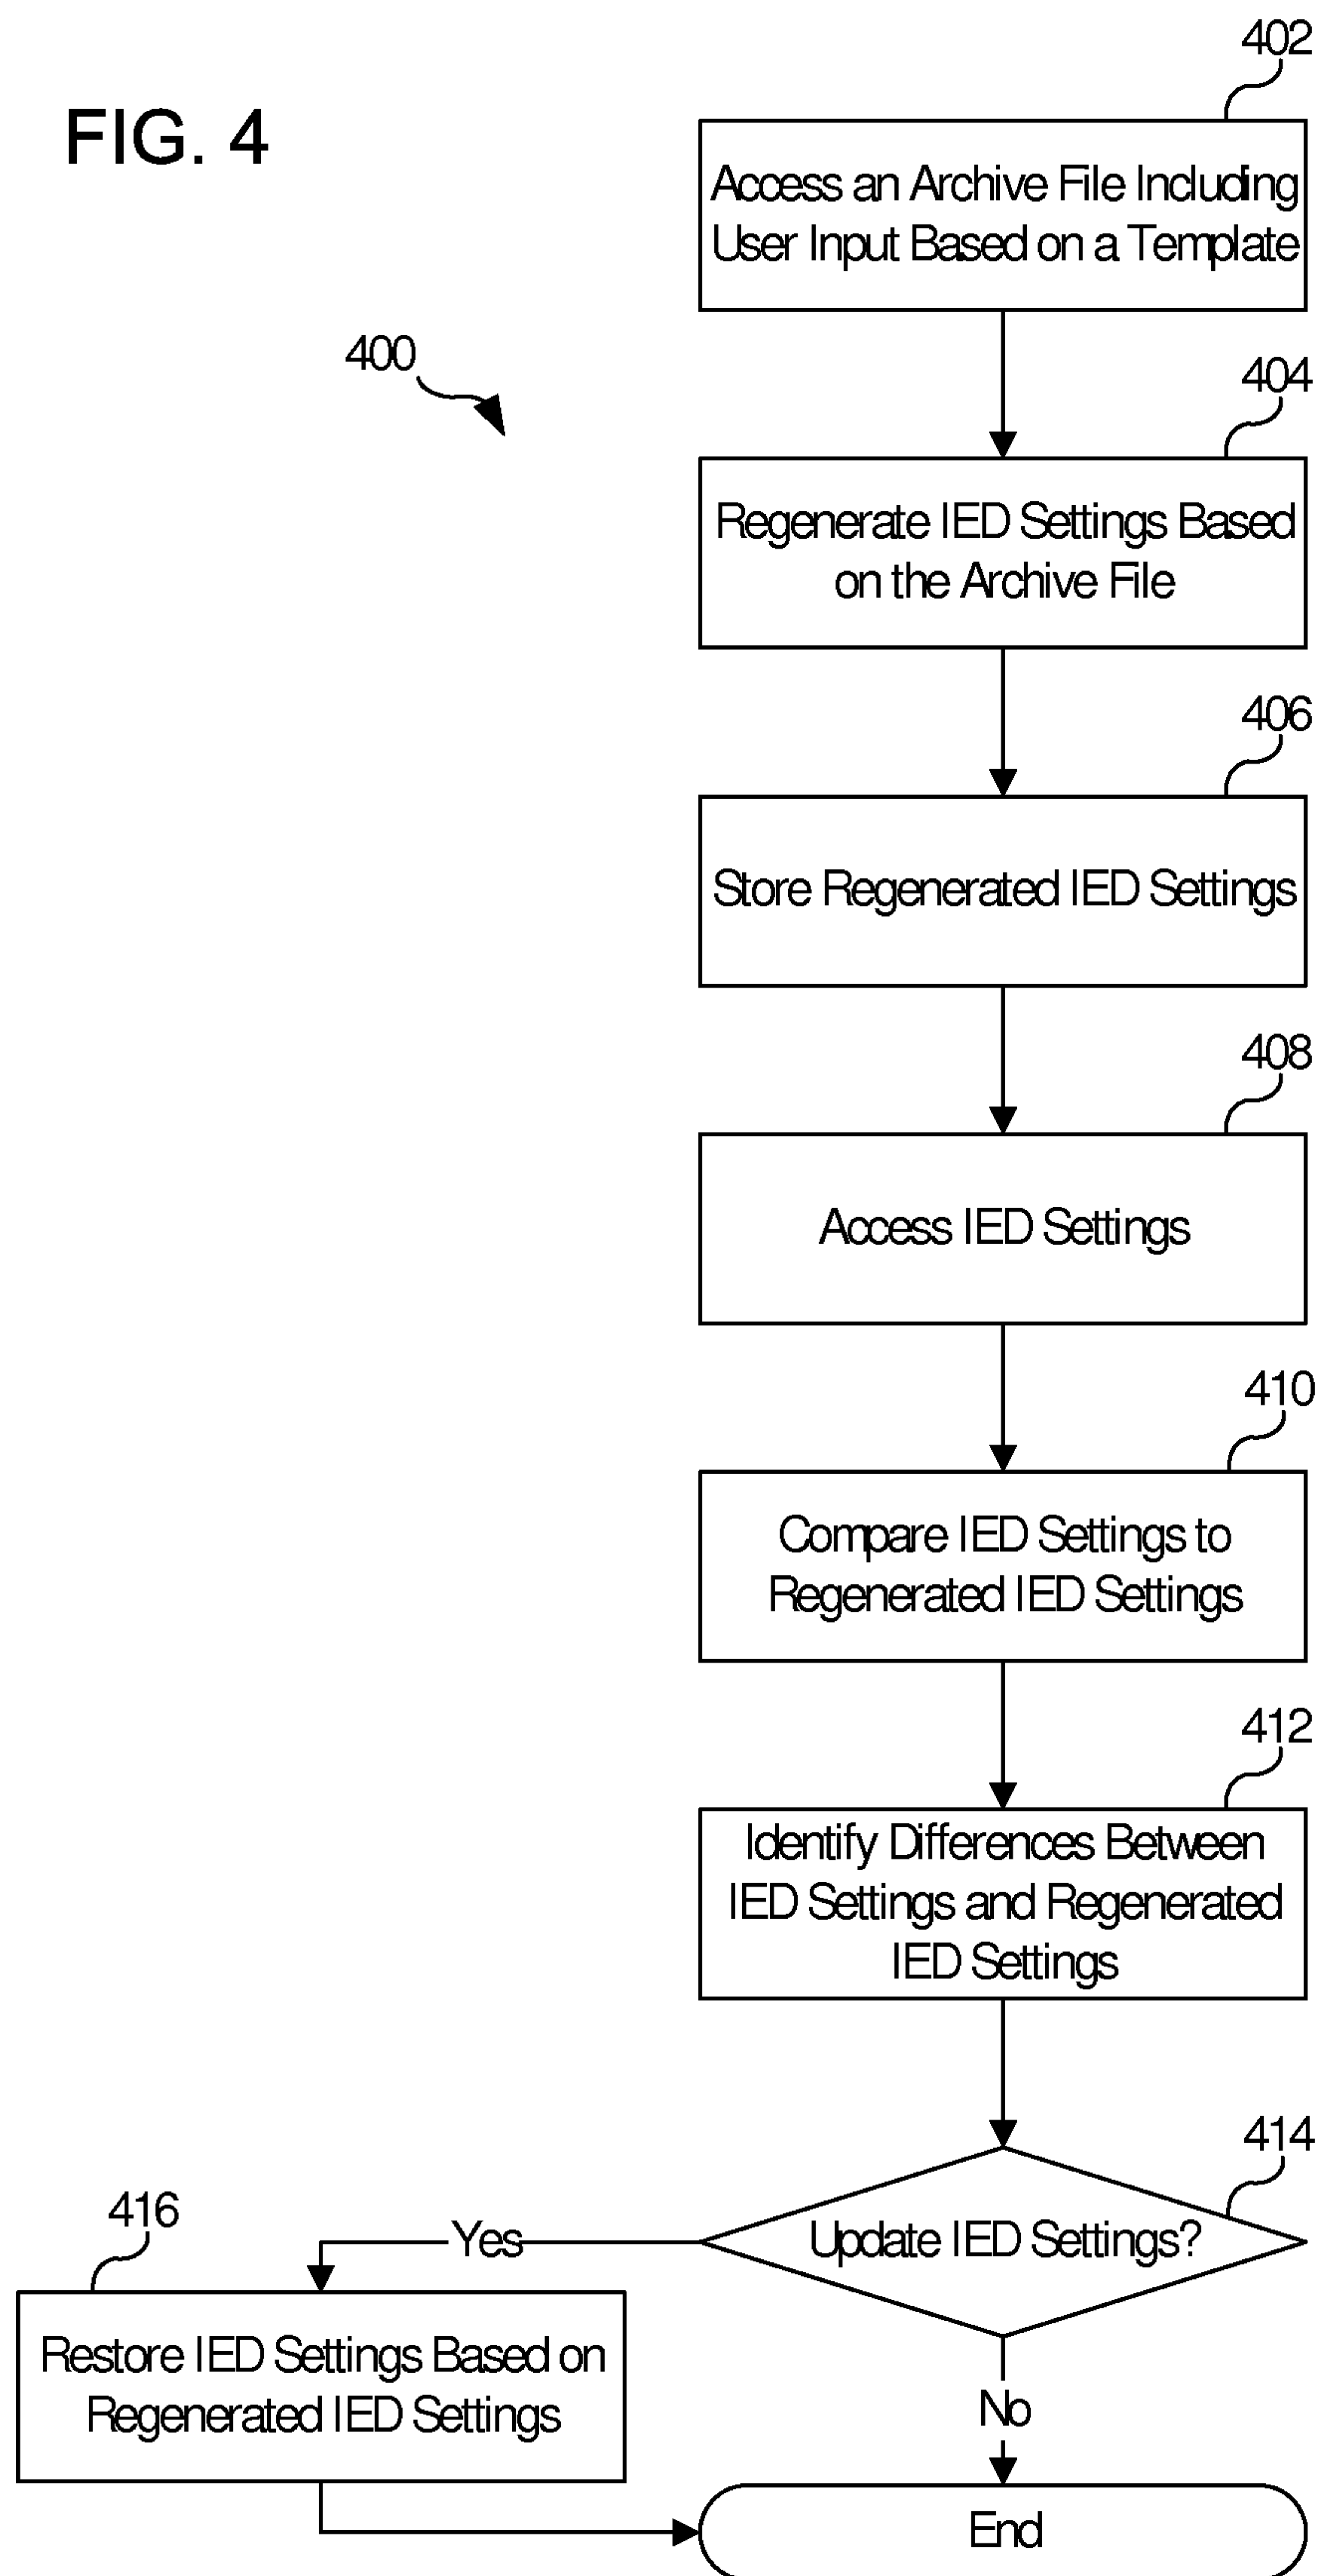 FIG. 4
400
402
Access an Archive File Including
User Input Based on a Template
404
Regenerate IED Settings Based
on the Archive File
406
Store Regenerated IED Settings
408
Access IED Settings
410
Compare IED Settings to
Regenerated IED Settings
412
Identify Differences Between
IED Settings and Regenerated
IED Settings
414
Update IED Settings?
Yes
416
Restore IED Settings Based on
Regenerated IED Settings
No
End